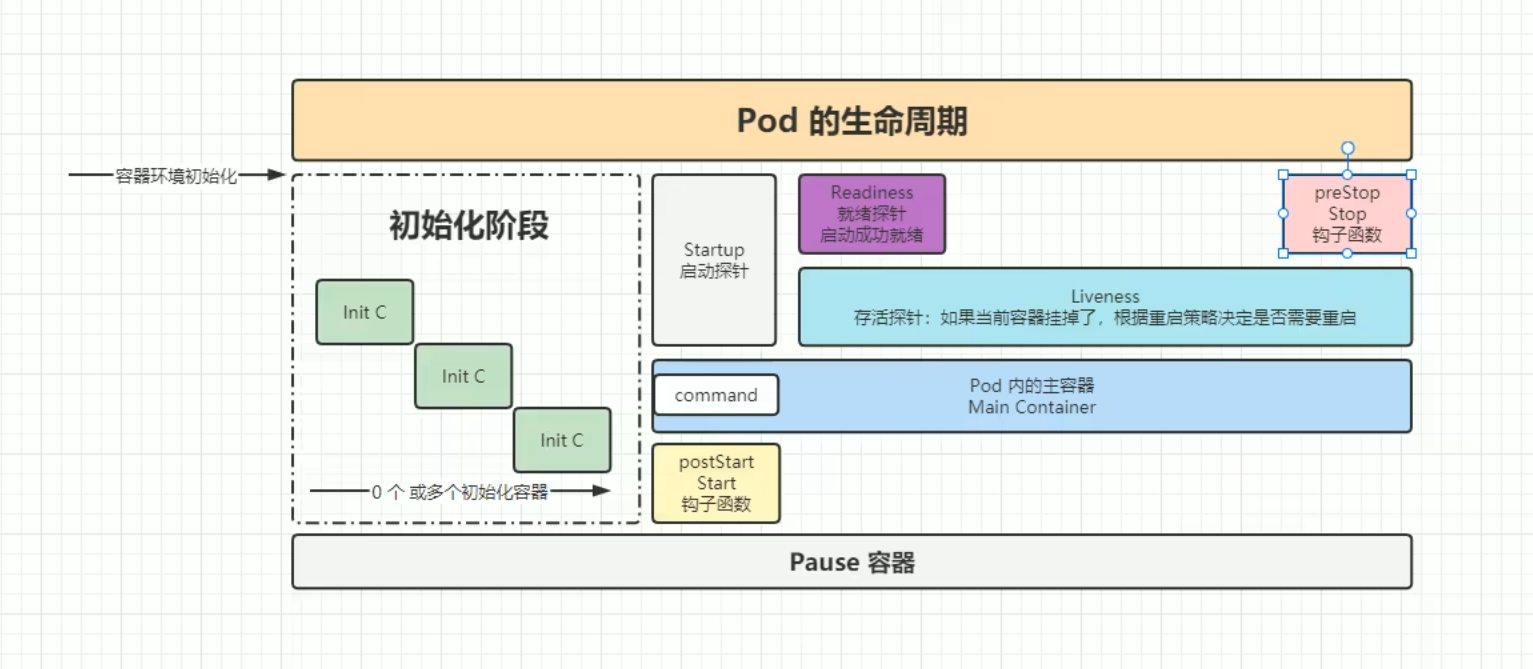 Pod 的生命周期
容器环境初始化
初始化阶段
Init C
Init C
Init C
0 个 或多个初始化容器
Startup
启动探针
Readiness
就绪探针
启动成功就绪
preStop
Stop
钩子函数
Liveness
存活探针：如果当前容器挂掉了，根据重启策略决定是否需要重启
command
Pod 内的主容器
Main Container
postStart
Start
钩子函数
Pause 容器